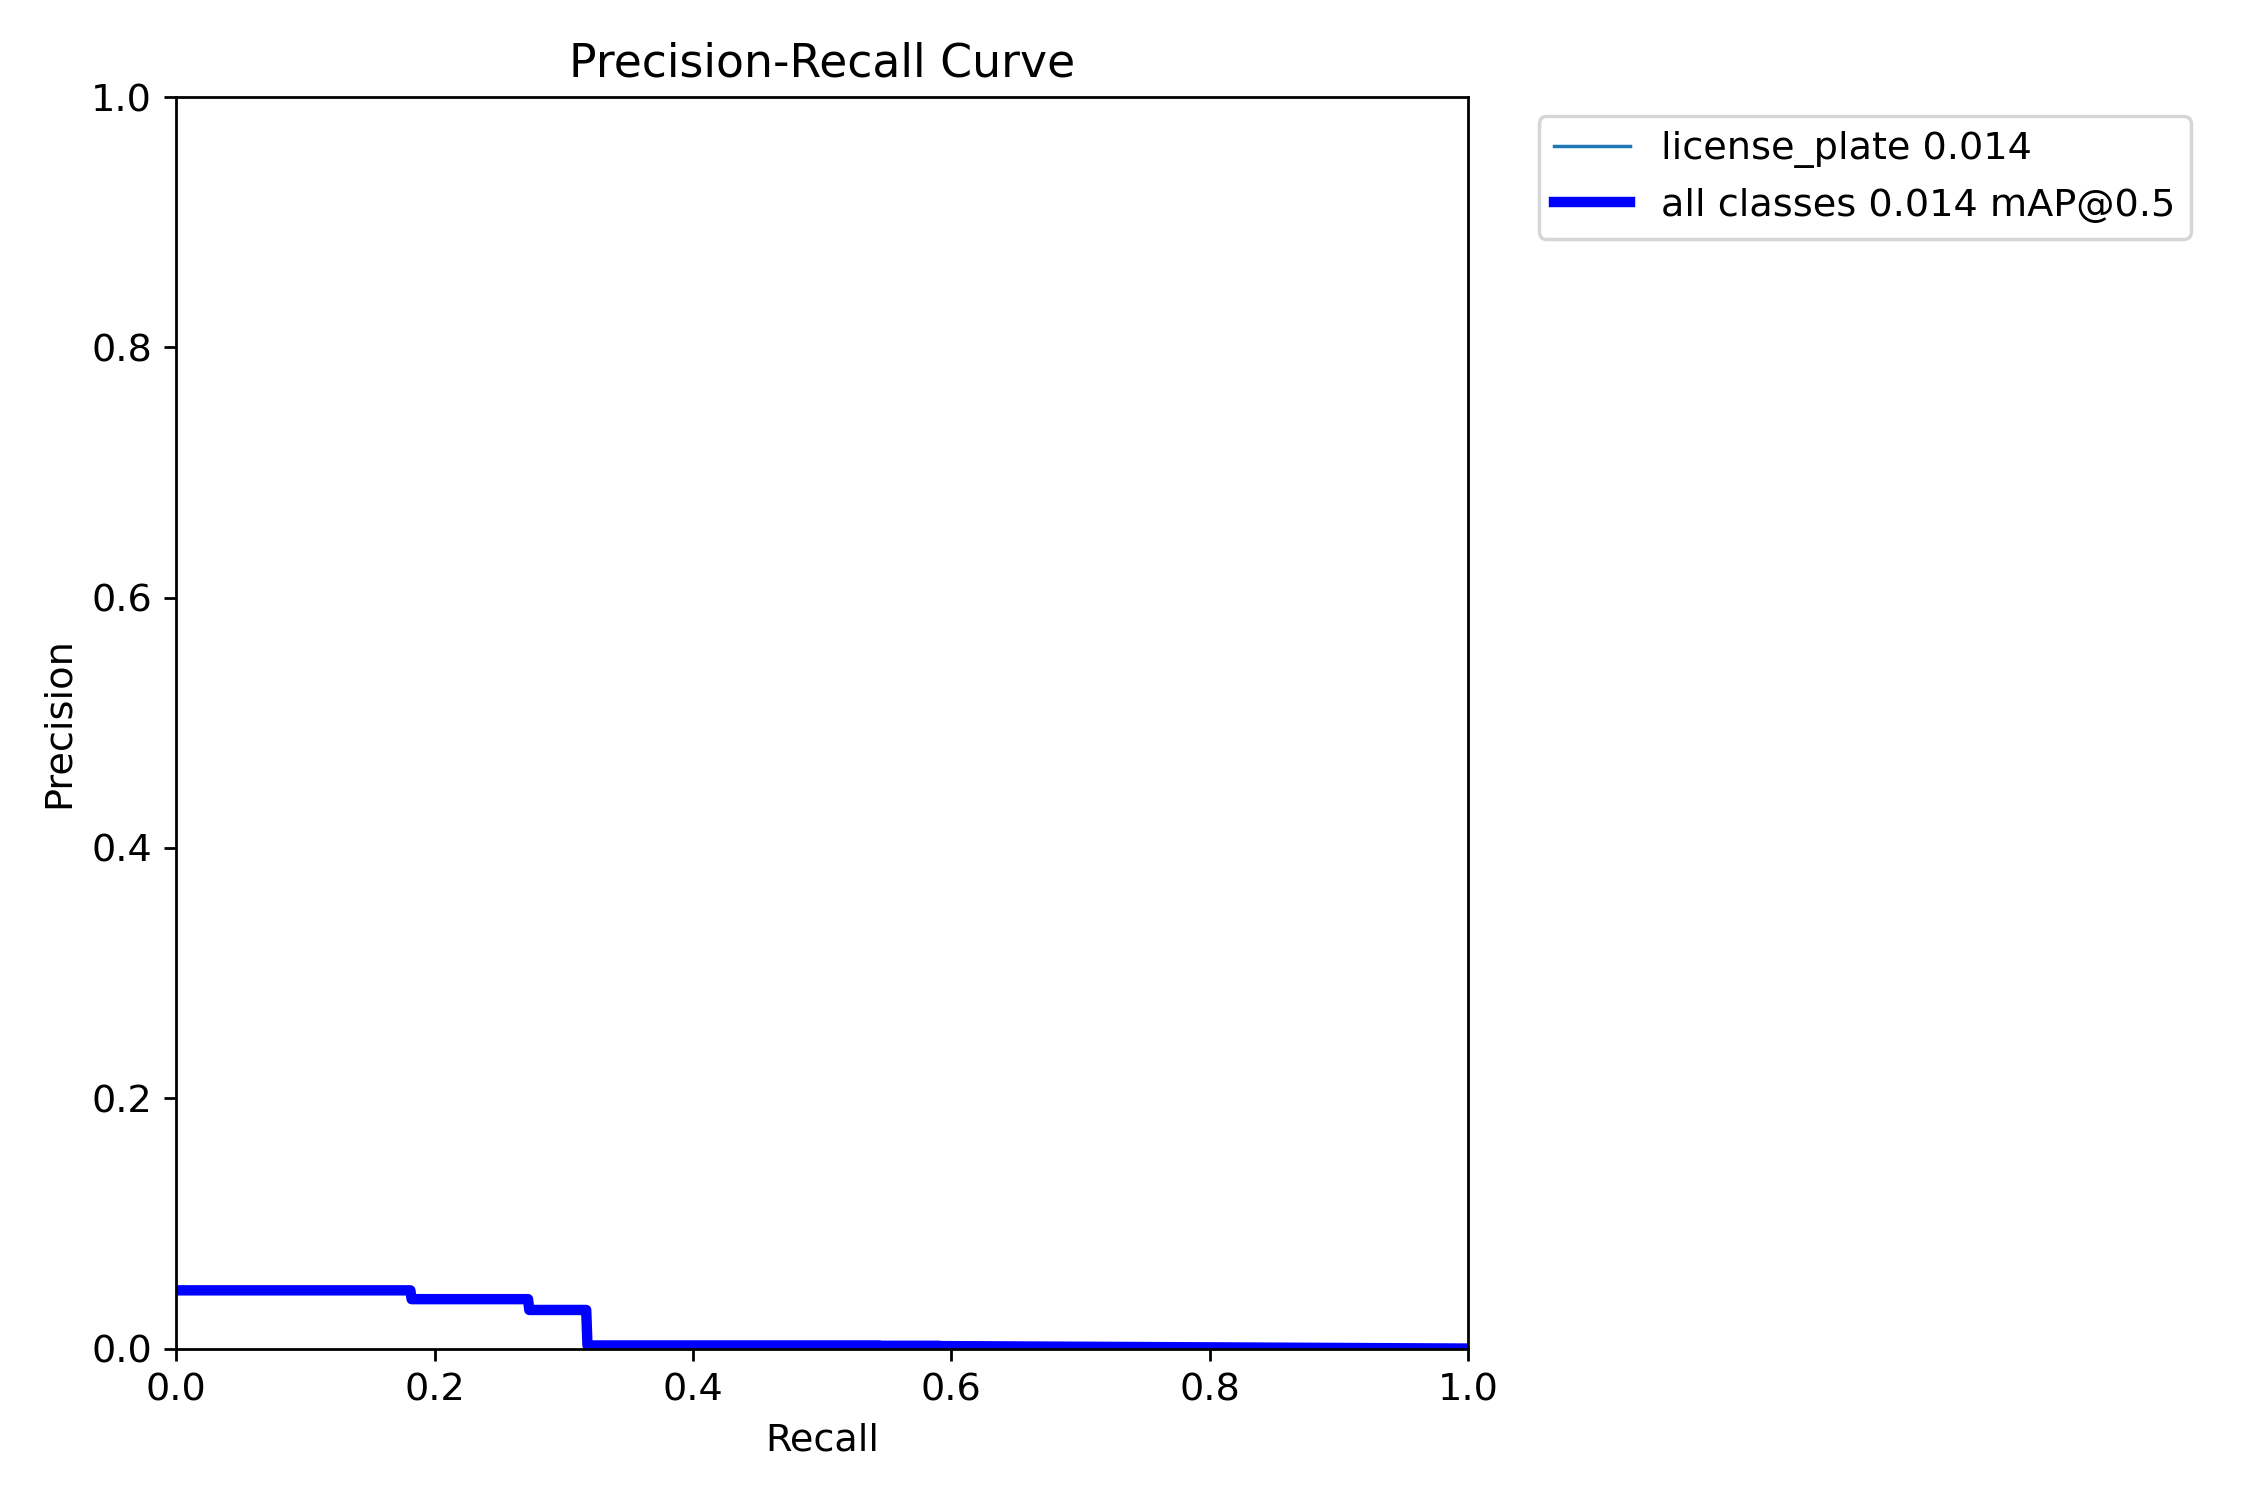 Precision-Recall Curve
license_plate 0.014
all classes 0.014 mAP@0.5
Precision
1.0
0.8
0.6
0.4
0.2
0.0
0.0 0.2 0.4 0.6 0.8 1.0
Recall